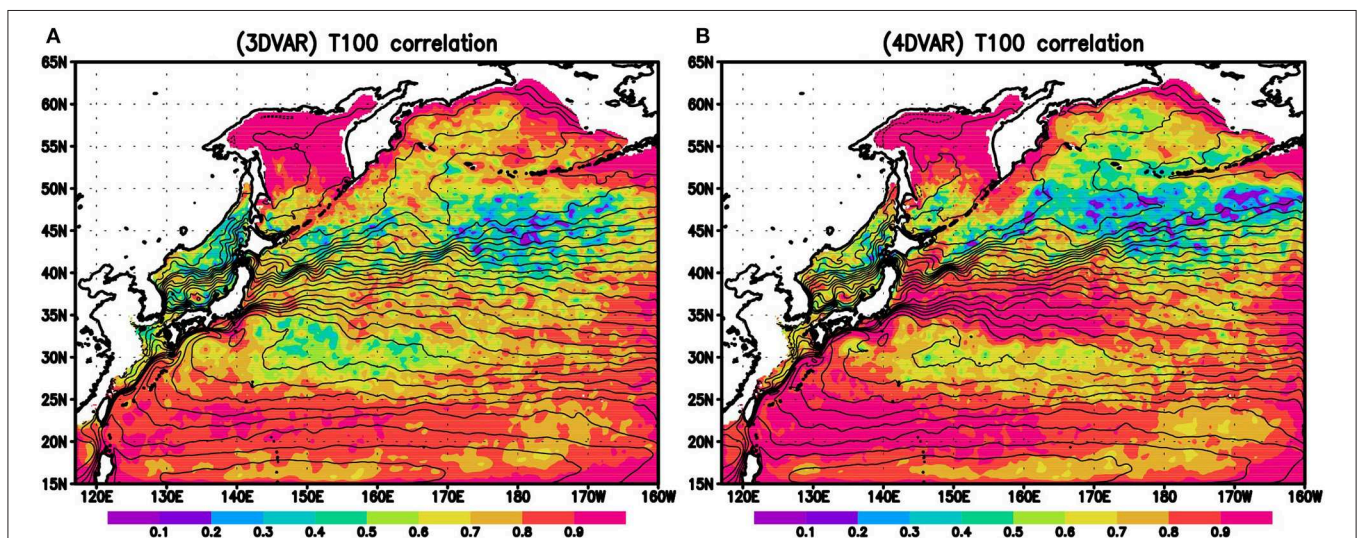 A
(3DVAR) T100 correlation
65N
60N
55N
50N
45N
40N
35N
30N
25N
20N
15N
120E 130E 140E 150E 160E 170E 180 170W 160W
0.1 0.2 0.3 0.4 0.5 0.6 0.7 0.8 0.9
B
(4DVAR) T100 correlation
65N
60N
55N
50N
45N
40N
35N
30N
25N
20N
15N
120E 130E 140E 150E 160E 170E 180 170W 160W
0.1 0.2 0.3 0.4 0.5 0.6 0.7 0.8 0.9